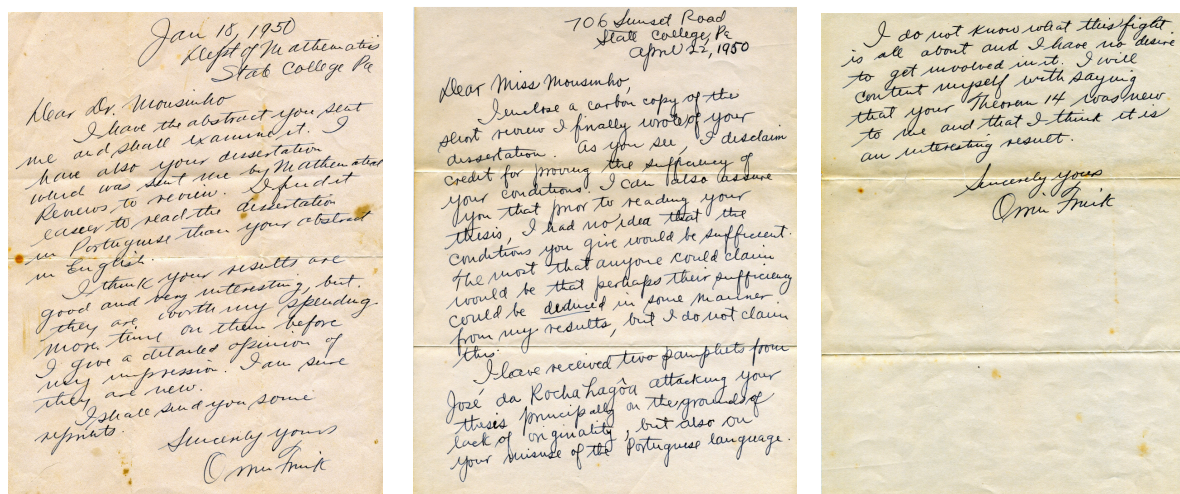 Jan 18, 1950
Dept of Mathematics
State College Pa
Dear Dr. Mousinho
I have the abstract you sent
me and shall examine it. I
have also your dissertation
which was sent me by Mathematical
Reviews to review. I find it
easier to read the dissertation
in Portuguese than your abstract
in English.
I think your results are
good and very interesting, but
they are worth my spending
more time on them before
I give a detailed opinion of
my impression. I am sure
they are new.
I shall send you some
reprints.
Sincerely yours
Orrin Frink
706 Sunset Road
State College, Pa
April 22, 1950
Dear Miss Mousinho,
I enclose a carbon copy of the
short review I finally wrote of your
dissertation. As you see, I disclaim
credit for proving the sufficiency of
your conditions. I can also assure
you that prior to reading your
thesis, I had no idea that the
conditions you give would be sufficient.
The most that anyone could claim
would be that perhaps their sufficiency
could be deduced in some manner
from my results, but I do not claim
this.
I have received two pamphlets from
José da Rocha Lagôa attacking your
thesis principally on the grounds of
lack of originality, but also on
your misuse of the Portuguese language.
I do not know what this fight
is all about and I have no desire
to get involved in it. I will
content myself with saying
that your Theorem 14 was new
to me and that I think it is
an interesting result.
Sincerely yours
Orrin Frink